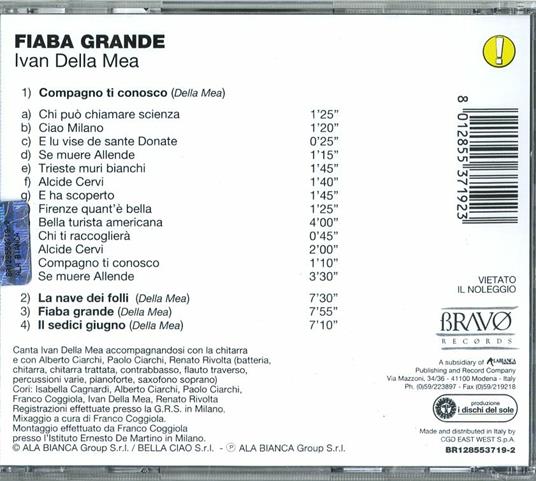 FIABA GRANDE
Ivan Della Mea
1) Compagno ti conosco (Della Mea)
a) Chi può chiamare scienza 1'25"
b) Ciao Milano 1'20"
c) E lu vise de sante Donate 0'25"
d) Se muere Allende 1'15"
e) Trieste muri bianchi 1'45"
f) Alcide Cervi 1'40"
g) E ha scoperto 1'45"
Firenze quant'è bella 1'25"
Bella turista americana 4'00"
Chi ti raccoglierà 0'45"
Alcide Cervi 2'00"
Compagno ti conosco 1'10"
Se muere Allende 3'30"
2) La nave dei folli (Della Mea) 7'30"
3) Fiaba grande (Della Mea) 7'55"
4) Il sedici giugno (Della Mea) 7'10"
Canta Ivan Della Mea accompagnandosi con la chitarra
e con Alberto Ciarchi, Paolo Ciarchi, Renato Rivolta (batteria,
chitarra, chitarra trattata, contrabbasso, flauto traverso,
percussioni varie, pianoforte, saxofono soprano)
Cori: Isabella Cagnardi, Alberto Ciarchi, Paolo Ciarchi,
Franco Coggiola, Ivan Della Mea, Renato Rivolta
Registrazioni effettuate presso la G.R.S. in Milano.
Mixaggio a cura di Franco Coggiola.
Montaggio effettuato da Franco Coggiola
presso l'Istituto Ernesto De Martino in Milano.
© ALA BIANCA Group S.r.l. / BELLA CIAO S.r.l. - ℗ ALA BIANCA Group S.r.l.
BR128553719-2
ALA BIANCA
!
8 012855 371923
VIETATO
IL NOLEGGIO
BRAVO
RECORDS
A subsidiary of ALABIANCA
Publishing and Record Company
Via Mazzoni, 34/36 - 41100 Modena - Italy
Tel. (0)59/223897 - Fax (0)59/219218
produzione
i dischi del sole
Made and distributed in Italy by
CGD EAST WEST S.p.A.
BR128553719-2